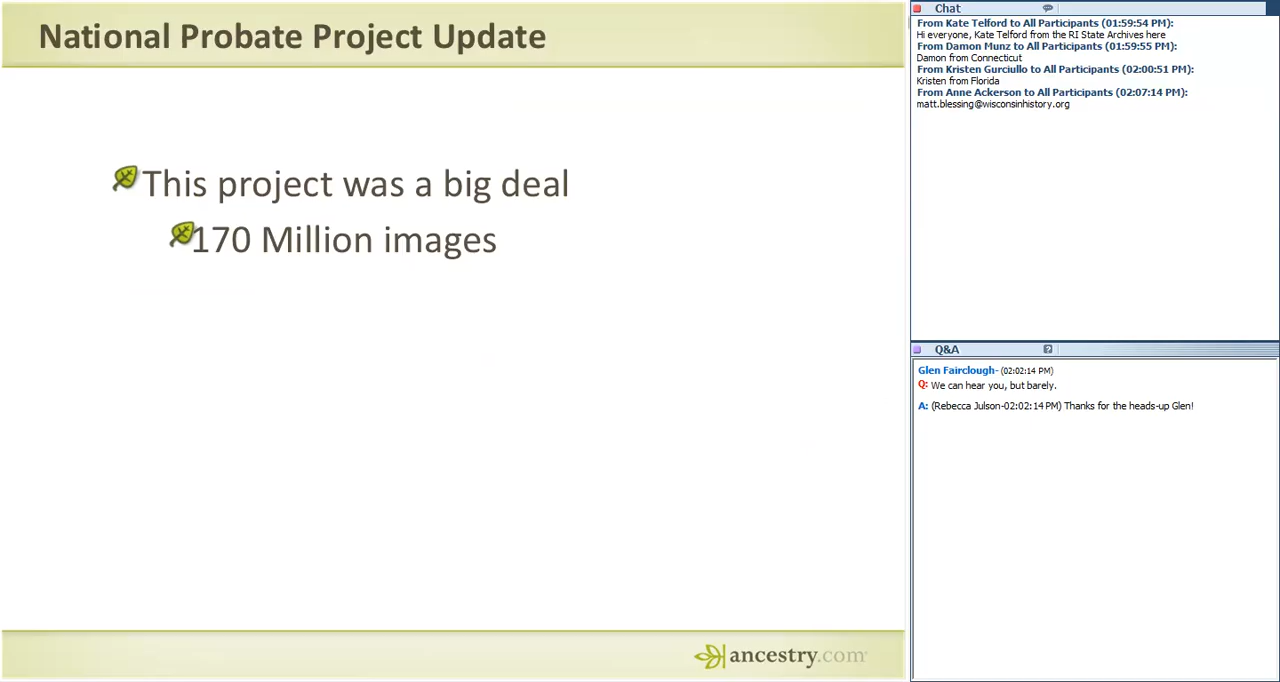 National Probate Project Update
This project was a big deal
170 Million images
ancestry.com
Chat
From Kate Telford to All Participants (01:59:54 PM):
Hi everyone, Kate Telford from the RI State Archives here
From Damon Munz to All Participants (01:59:55 PM):
Damon from Connecticut
From Kristen Gurciullo to All Participants (02:00:51 PM):
Kristen from Florida
From Anne Ackerson to All Participants (02:07:14 PM):
matt.blessing@wisconsinhistory.org
Q&A
Glen Fairclough- (02:02:14 PM)
Q: We can hear you, but barely.
A: (Rebecca Julson-02:02:14 PM) Thanks for the heads-up Glen!